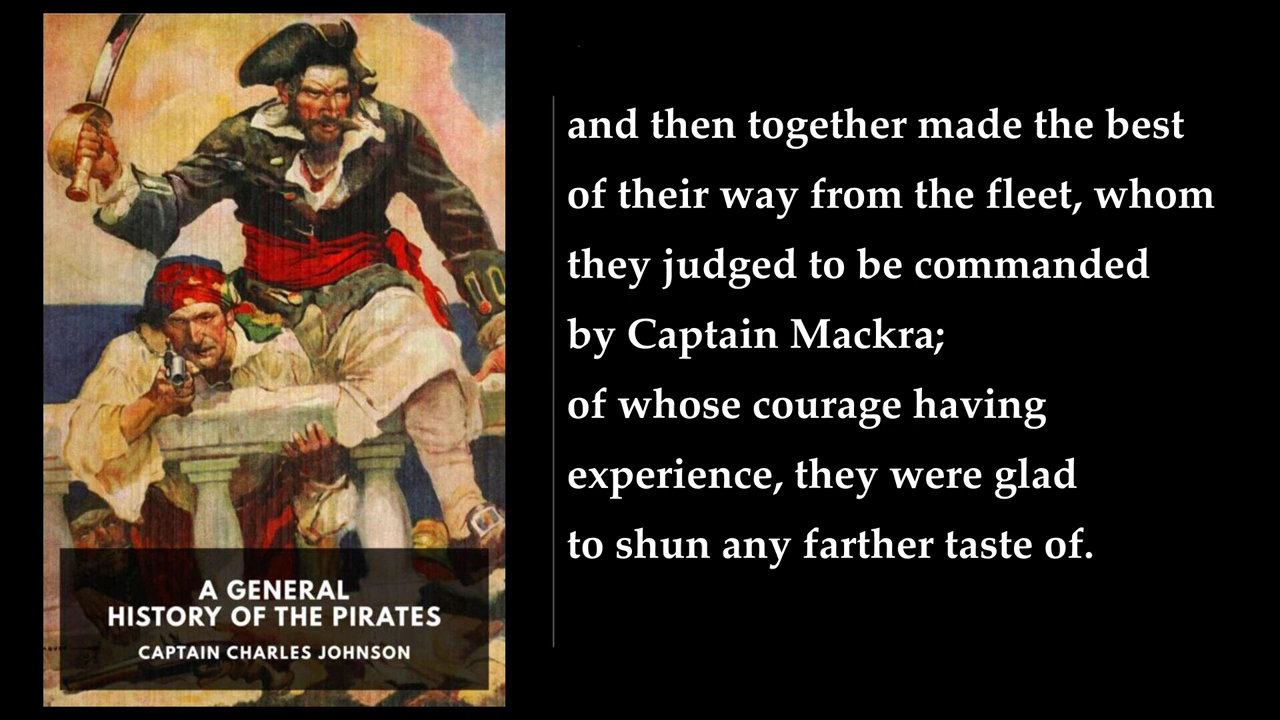 A GENERAL
HISTORY OF THE PIRATES
CAPTAIN CHARLES JOHNSON
and then together made the best
of their way from the fleet, whom
they judged to be commanded
by Captain Mackra;
of whose courage having
experience, they were glad
to shun any farther taste of.